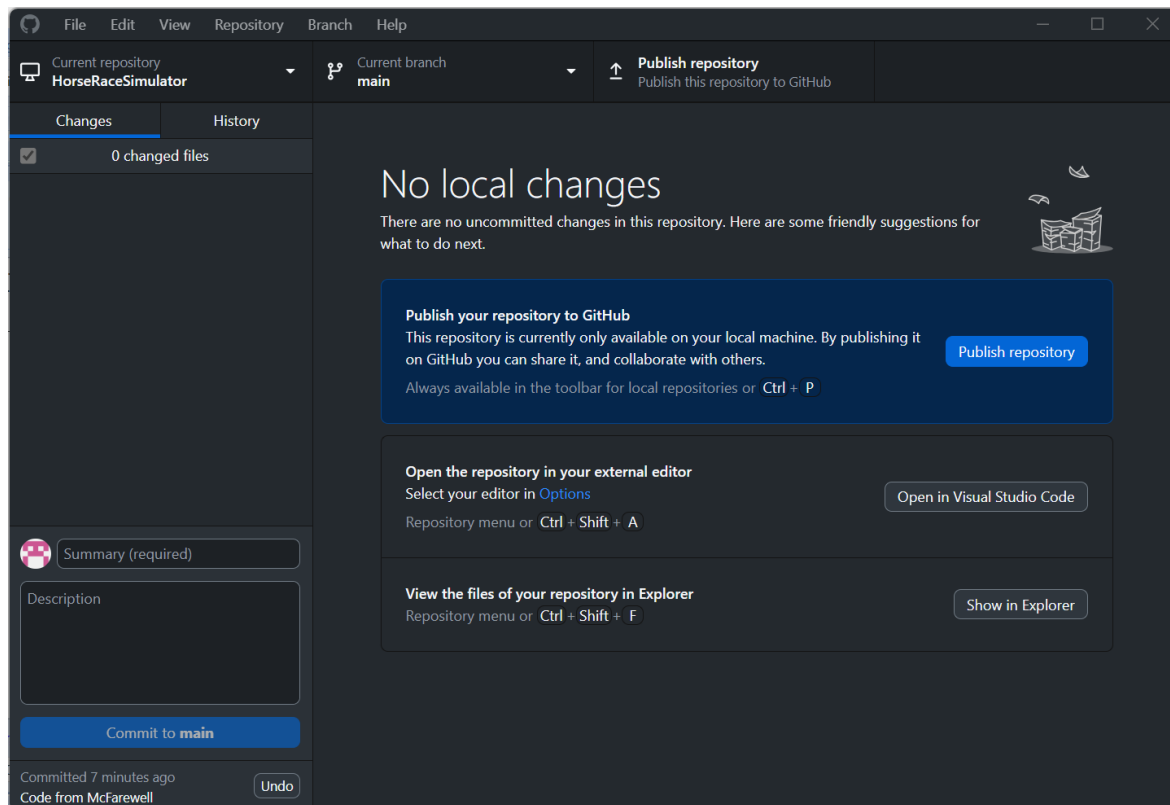 File Edit View Repository Branch Help
Current repository
HorseRaceSimulator
Current branch
main
Publish repository
Publish this repository to GitHub
Changes History
0 changed files
No local changes
There are no uncommitted changes in this repository. Here are some friendly suggestions for
what to do next.
Publish your repository to GitHub
This repository is currently only available on your local machine. By publishing it
on GitHub you can share it, and collaborate with others.
Always available in the toolbar for local repositories or Ctrl + P
Publish repository
Open the repository in your external editor
Select your editor in Options
Repository menu or Ctrl + Shift + A
Open in Visual Studio Code
View the files of your repository in Explorer
Repository menu or Ctrl + Shift + F
Show in Explorer
Summary (required)
Description
Commit to main
Committed 7 minutes ago
Code from McFarewell
Undo